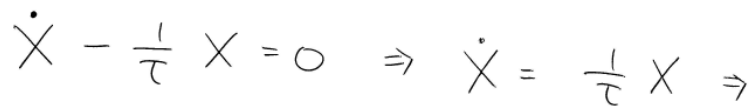 Ẋ - 1/τ X = 0 ⇒ Ẋ = 1/τ X ⇒